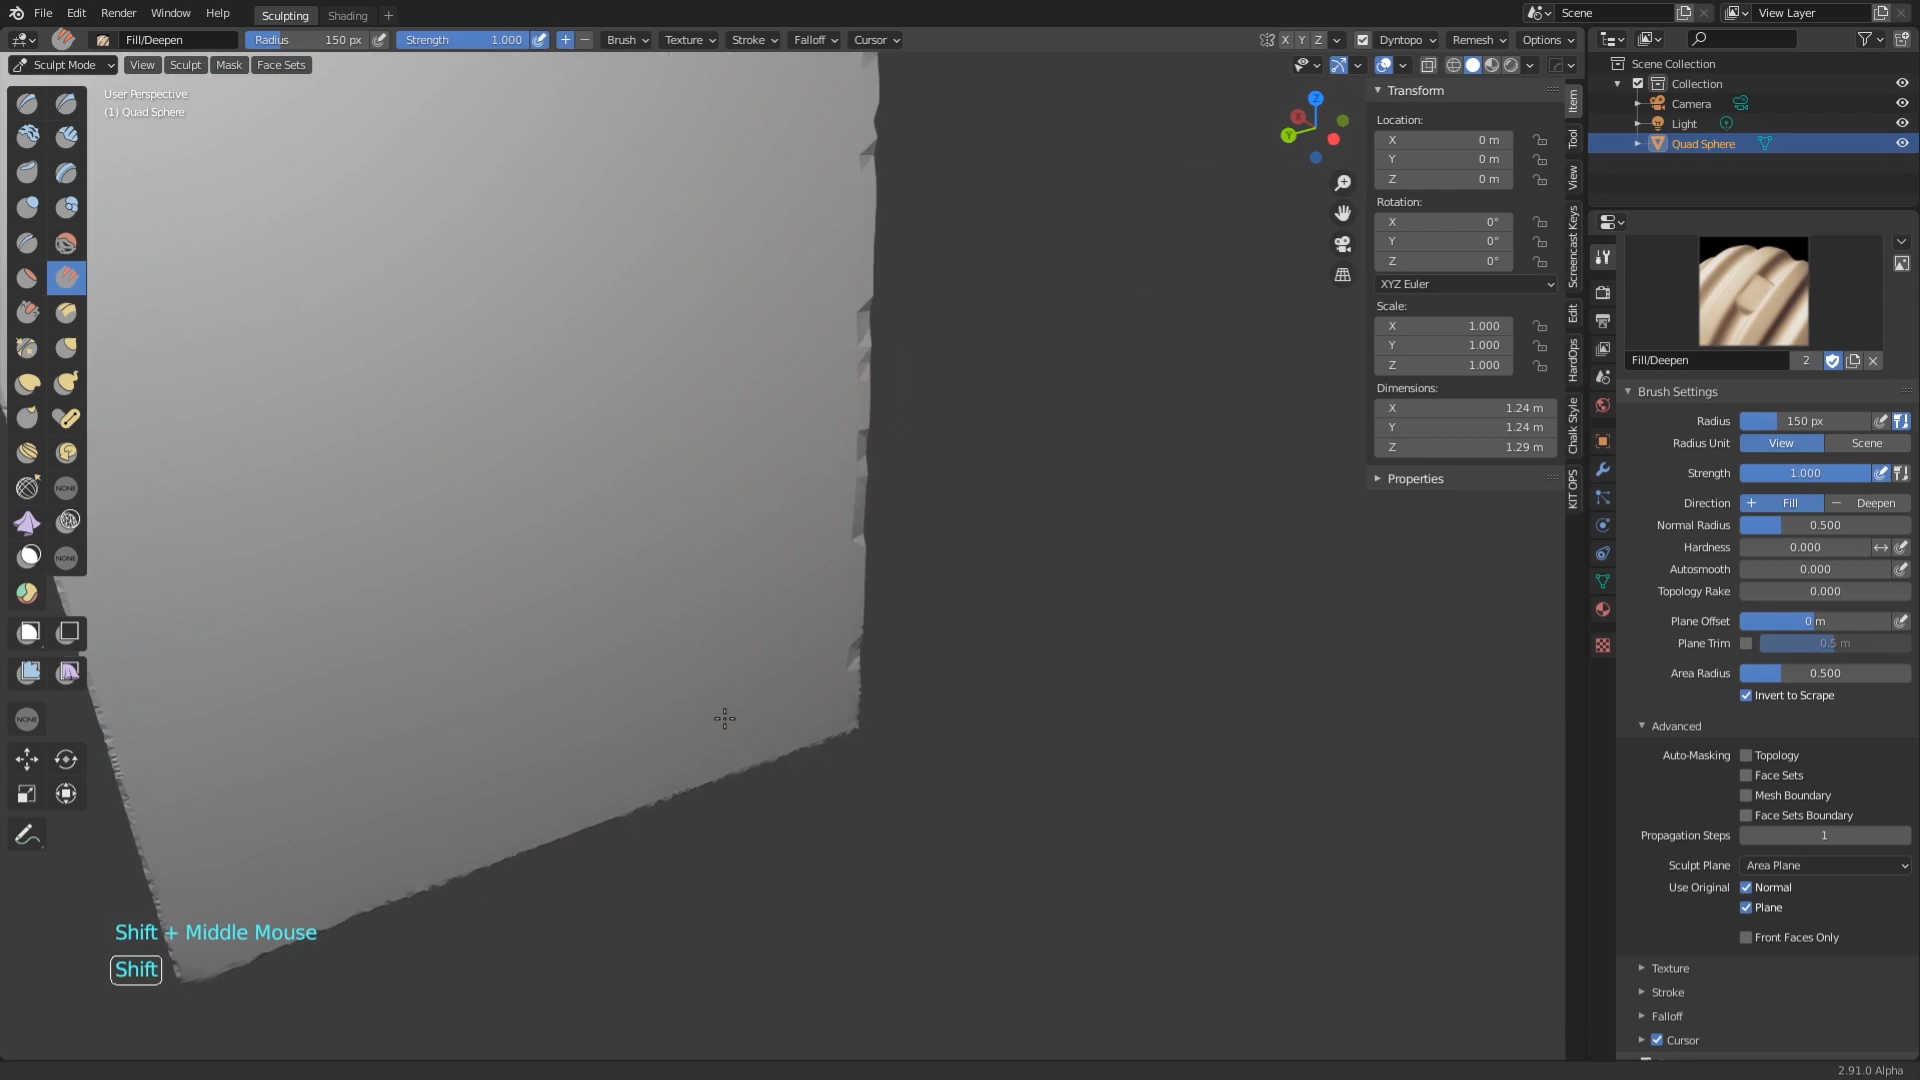 File Edit Render Window Help Sculpting Shading + Scene View Layer
Fill/Deepen Radius 150 px Strength 1.000 + − Brush Texture Stroke Falloff Cursor X Y Z Dyntopo Remesh Options
Sculpt Mode View Sculpt Mask Face Sets
User Perspective
(1) Quad Sphere
Z
X
Y
NONE
NONE
NONE
Shift + Middle Mouse
Shift
Transform
Location:
X 0 m
Y 0 m
Z 0 m
Rotation:
X 0°
Y 0°
Z 0°
XYZ Euler
Scale:
X 1.000
Y 1.000
Z 1.000
Dimensions:
X 1.24 m
Y 1.24 m
Z 1.29 m
Properties
Item
Tool
View
Screencast Keys
Edit
HardOps
Chalk Style
KIT OPS
Scene Collection
Collection
Camera
Light
Quad Sphere
Fill/Deepen 2
Brush Settings
Radius 150 px
Radius Unit View Scene
Strength 1.000
Direction + Fill − Deepen
Normal Radius 0.500
Hardness 0.000
Autosmooth 0.000
Topology Rake 0.000
Plane Offset 0 m
Plane Trim 0.5 m
Area Radius 0.500
Invert to Scrape
Advanced
Auto-Masking Topology
Face Sets
Mesh Boundary
Face Sets Boundary
Propagation Steps 1
Sculpt Plane Area Plane
Use Original Normal
Plane
Front Faces Only
Texture
Stroke
Falloff
Cursor
2.91.0 Alpha